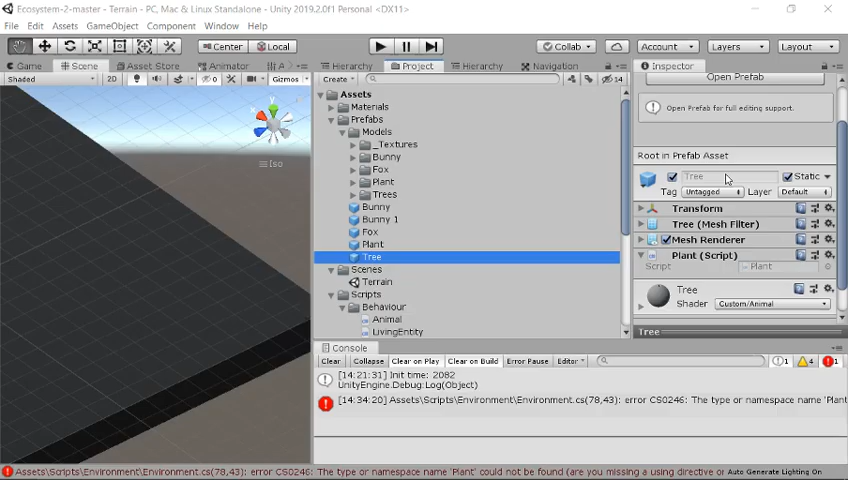 Ecosystem-2-master - Terrain - PC, Mac & Linux Standalone - Unity 2019.2.0f1 Personal <DX11>
File Edit Assets GameObject Component Window Help
Center Local Collab Account Layers Layout
Game Scene Asset Store Animator A Hierarchy Project Hierarchy Navigation Inspector
Shaded 2D 0 Gizmos Create 14
Open Prefab
Open Prefab for full editing support.
Root in Prefab Asset
Tree Static
Tag Untagged Layer Default
Transform
Tree (Mesh Filter)
Mesh Renderer
Plant (Script)
Script Plant
Tree
Shader Custom/Animal
Tree
Iso
Assets
Materials
Prefabs
Models
_Textures
Bunny
Fox
Plant
Trees
Bunny
Bunny 1
Fox
Plant
Tree
Scenes
Terrain
Scripts
Behaviour
Animal
LivingEntity
Console
Clear Collapse Clear on Play Clear on Build Error Pause Editor 1 4 1
[14:21:31] Init time: 2082
UnityEngine.Debug:Log(Object)
[14:34:20] Assets\Scripts\Environment\Environment.cs(78,43): error CS0246: The type or namespace name 'Plant
Assets\Scripts\Environment\Environment.cs(78,43): error CS0246: The type or namespace name 'Plant' could not be found (are you missing a using directive or Auto Generate Lighting On